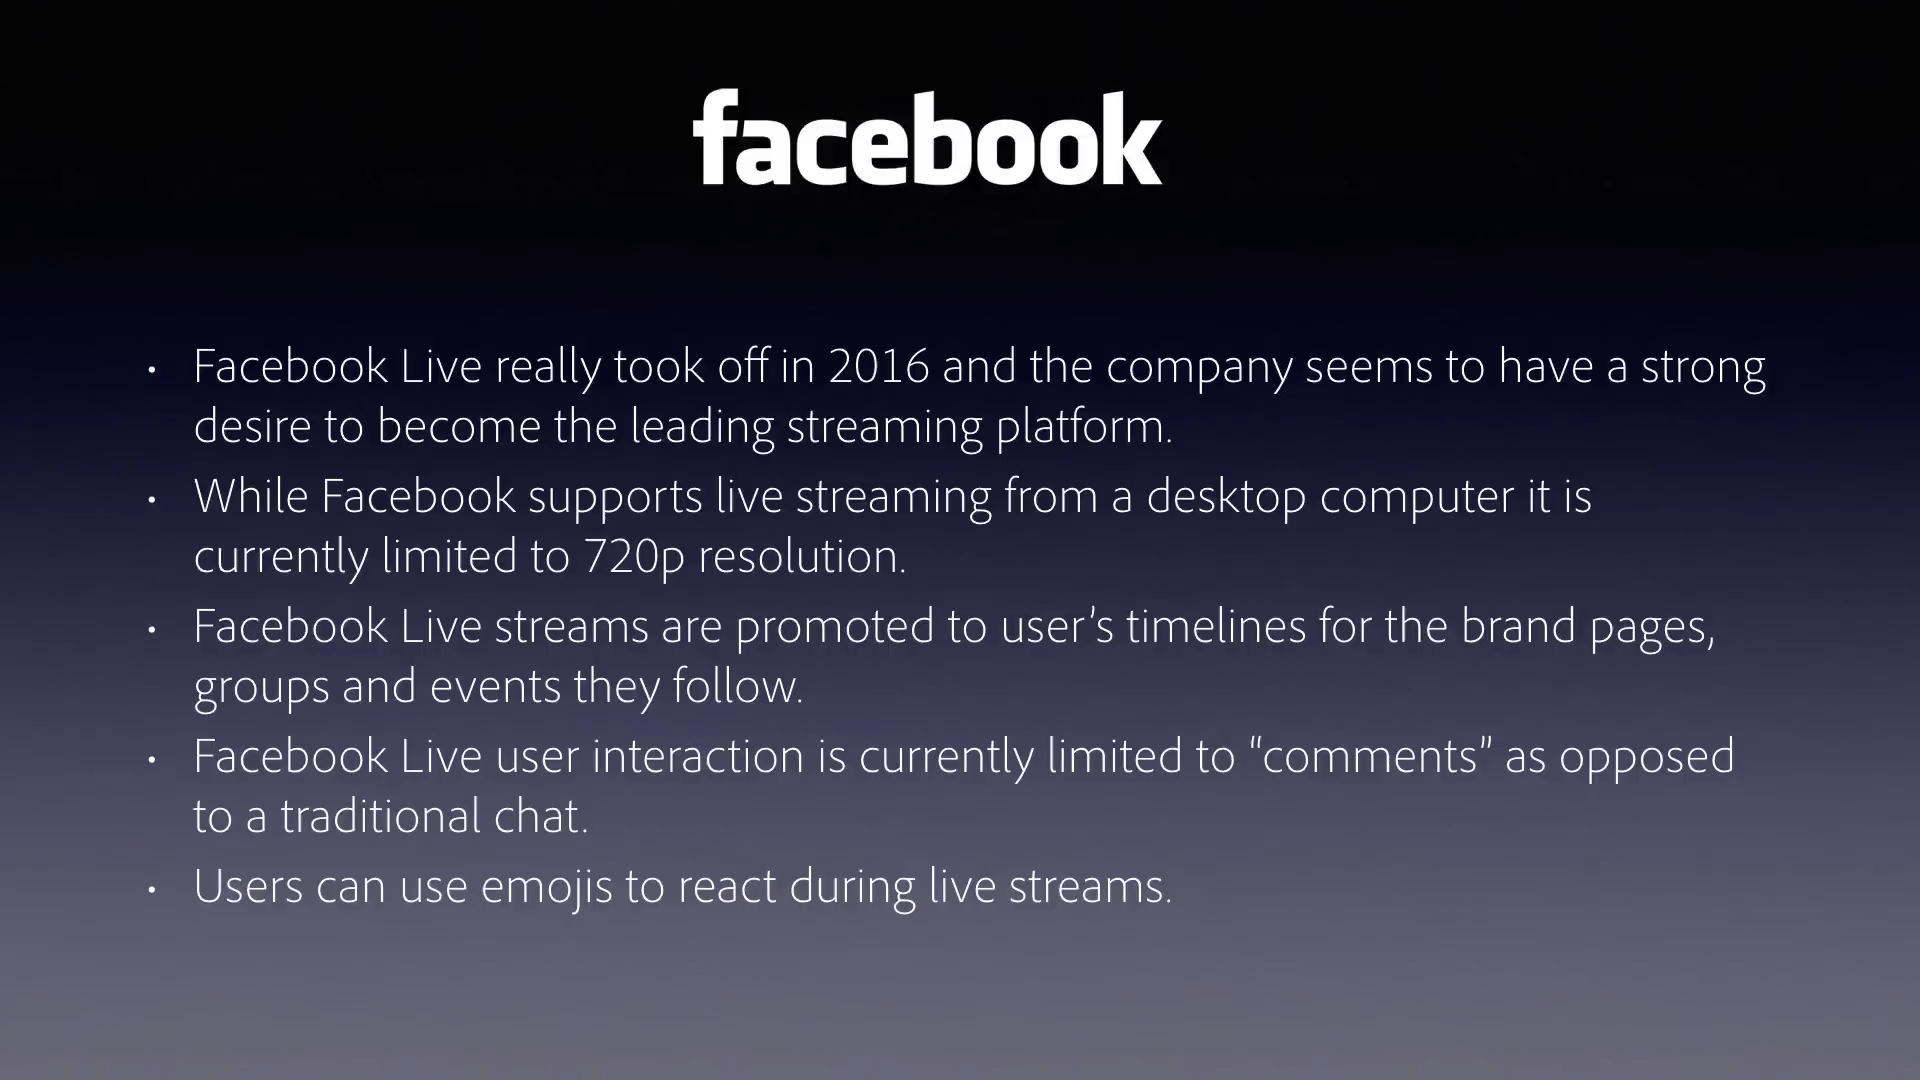 facebook
• Facebook Live really took off in 2016 and the company seems to have a strong
desire to become the leading streaming platform.
• While Facebook supports live streaming from a desktop computer it is
currently limited to 720p resolution.
• Facebook Live streams are promoted to user’s timelines for the brand pages,
groups and events they follow.
• Facebook Live user interaction is currently limited to “comments” as opposed
to a traditional chat.
• Users can use emojis to react during live streams.